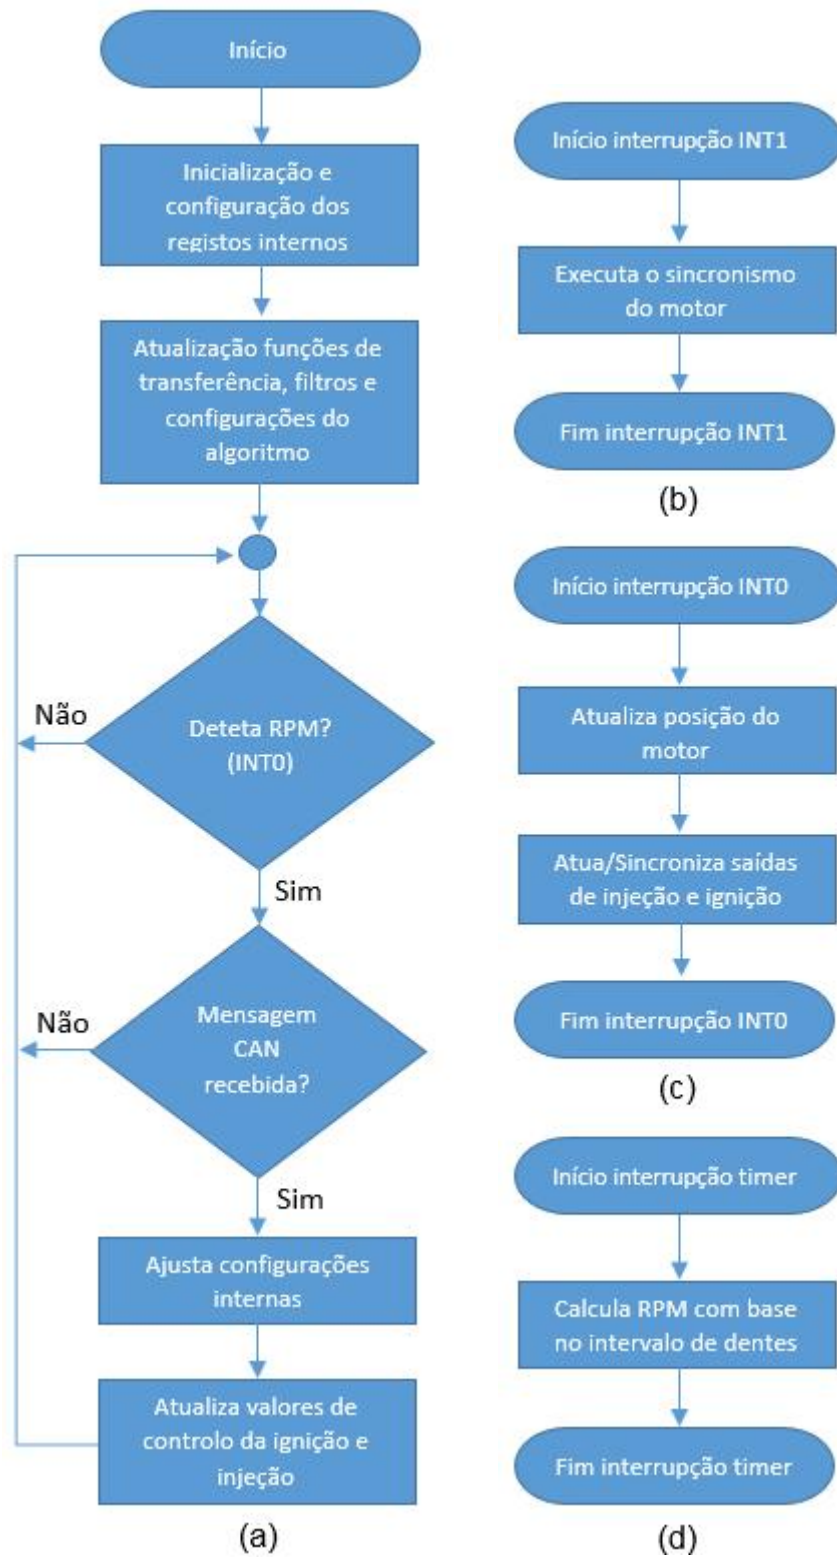 Início
Inicialização e
configuração dos
registos internos
Atualização funções de
transferência, filtros e
configurações do
algoritmo
Não
Deteta RPM?
(INT0)
Sim
Não
Mensagem
CAN
recebida?
Sim
Ajusta configurações
internas
Atualiza valores de
controlo da ignição e
injeção
(a)
Início interrupção INT1
Executa o sincronismo
do motor
Fim interrupção INT1
(b)
Início interrupção INT0
Atualiza posição do
motor
Atua/Sincroniza saídas
de injeção e ignição
Fim interrupção INT0
(c)
Início interrupção timer
Calcula RPM com base
no intervalo de dentes
Fim interrupção timer
(d)